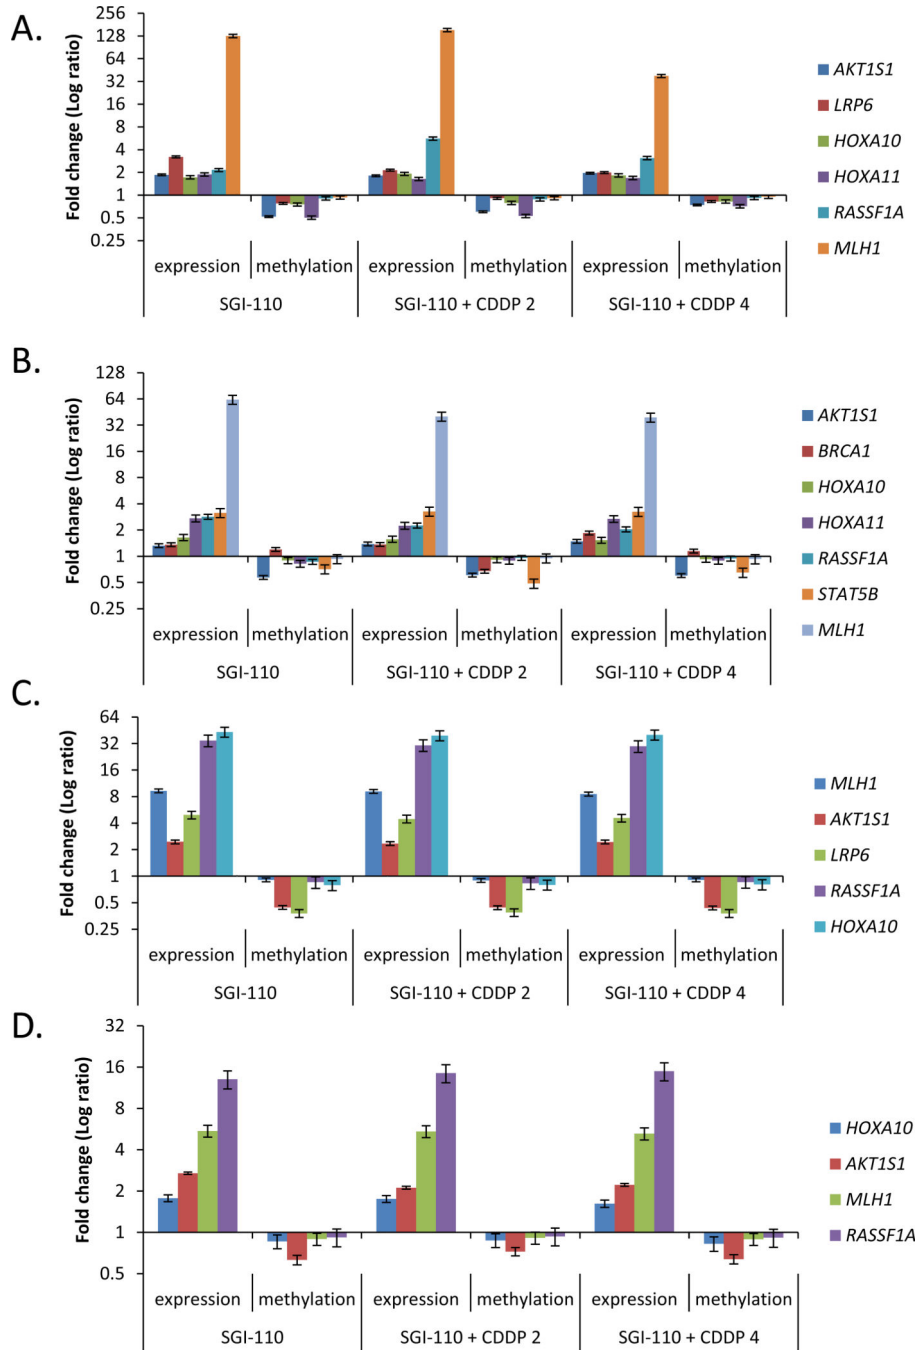 A.
Fold change (Log ratio)
256
128
64
32
16
8
4
2
1
0.5
0.25
expression methylation expression methylation expression methylation
SGI-110 SGI-110 + CDDP 2 SGI-110 + CDDP 4
AKT1S1
LRP6
HOXA10
HOXA11
RASSF1A
MLH1
B.
Fold change (Log ratio)
128
64
32
16
8
4
2
1
0.5
0.25
expression methylation expression methylation expression methylation
SGI-110 SGI-110 + CDDP 2 SGI-110 + CDDP 4
AKT1S1
BRCA1
HOXA10
HOXA11
RASSF1A
STAT5B
MLH1
C.
Fold change (Log ratio)
64
32
16
8
4
2
1
0.5
0.25
expression methylation expression methylation expression methylation
SGI-110 SGI-110 + CDDP 2 SGI-110 + CDDP 4
MLH1
AKT1S1
LRP6
RASSF1A
HOXA10
D.
Fold change (Log ratio)
32
16
8
4
2
1
0.5
expression methylation expression methylation expression methylation
SGI-110 SGI-110 + CDDP 2 SGI-110 + CDDP 4
HOXA10
AKT1S1
MLH1
RASSF1A